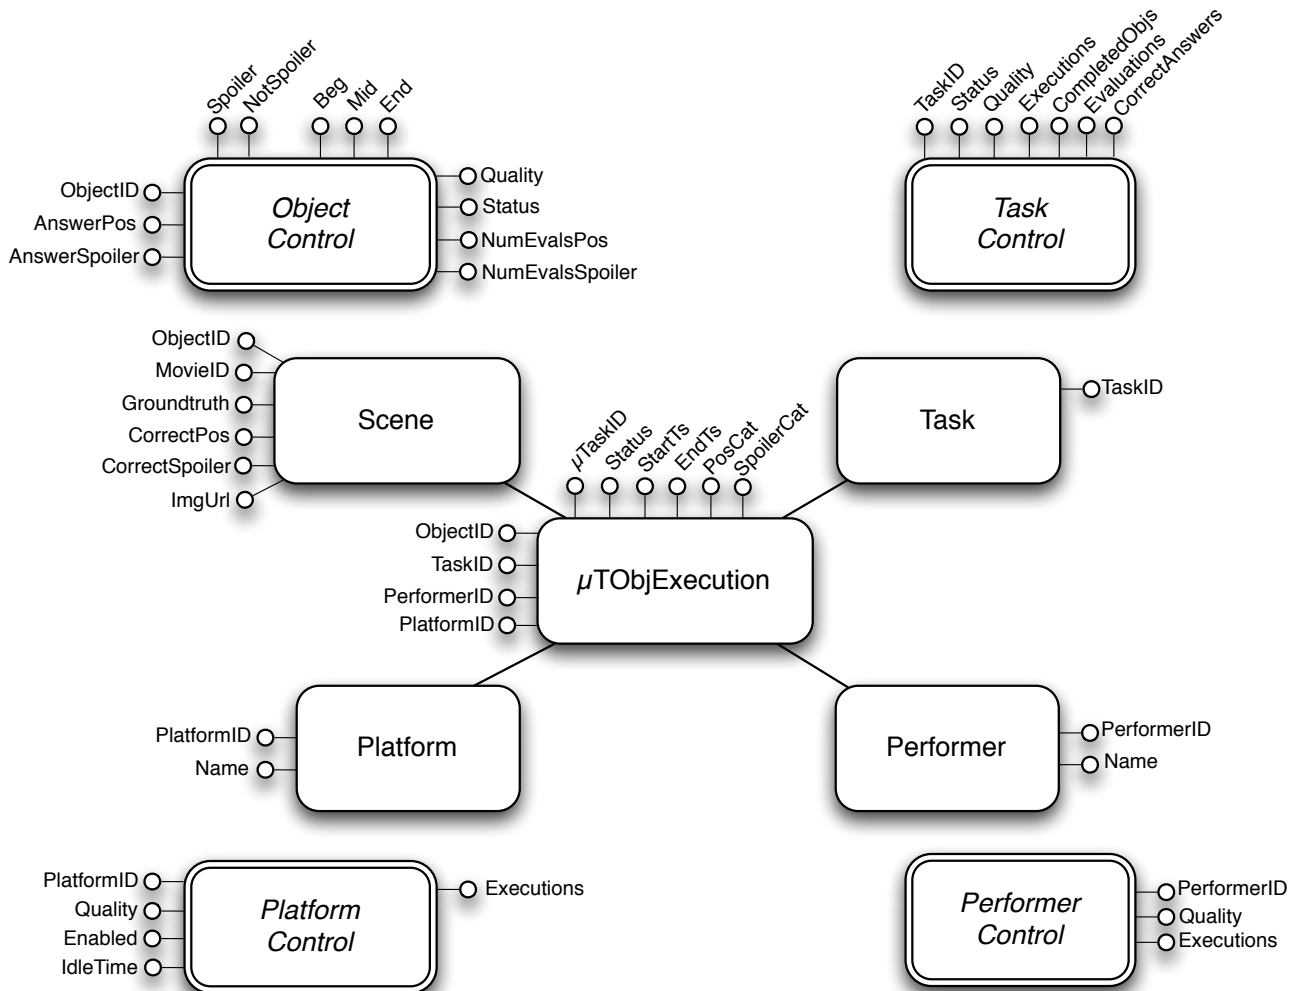 Spoiler
NotSpoiler
Beg
Mid
End
ObjectID
AnswerPos
AnswerSpoiler
Object
Control
Quality
Status
NumEvalsPos
NumEvalsSpoiler
TaskID
Status
Quality
Executions
CompletedObjs
Evaluations
CorrectAnswers
Task
Control
ObjectID
MovieID
Groundtruth
CorrectPos
CorrectSpoiler
ImgUrl
Scene
Task
TaskID
µTaskID
Status
StartTs
EndTs
PosCat
SpoilerCat
ObjectID
TaskID
PerformerID
PlatformID
µTObjExecution
PlatformID
Name
Platform
Performer
PerformerID
Name
PlatformID
Quality
Enabled
IdleTime
Platform
Control
Executions
Performer
Control
PerformerID
Quality
Executions